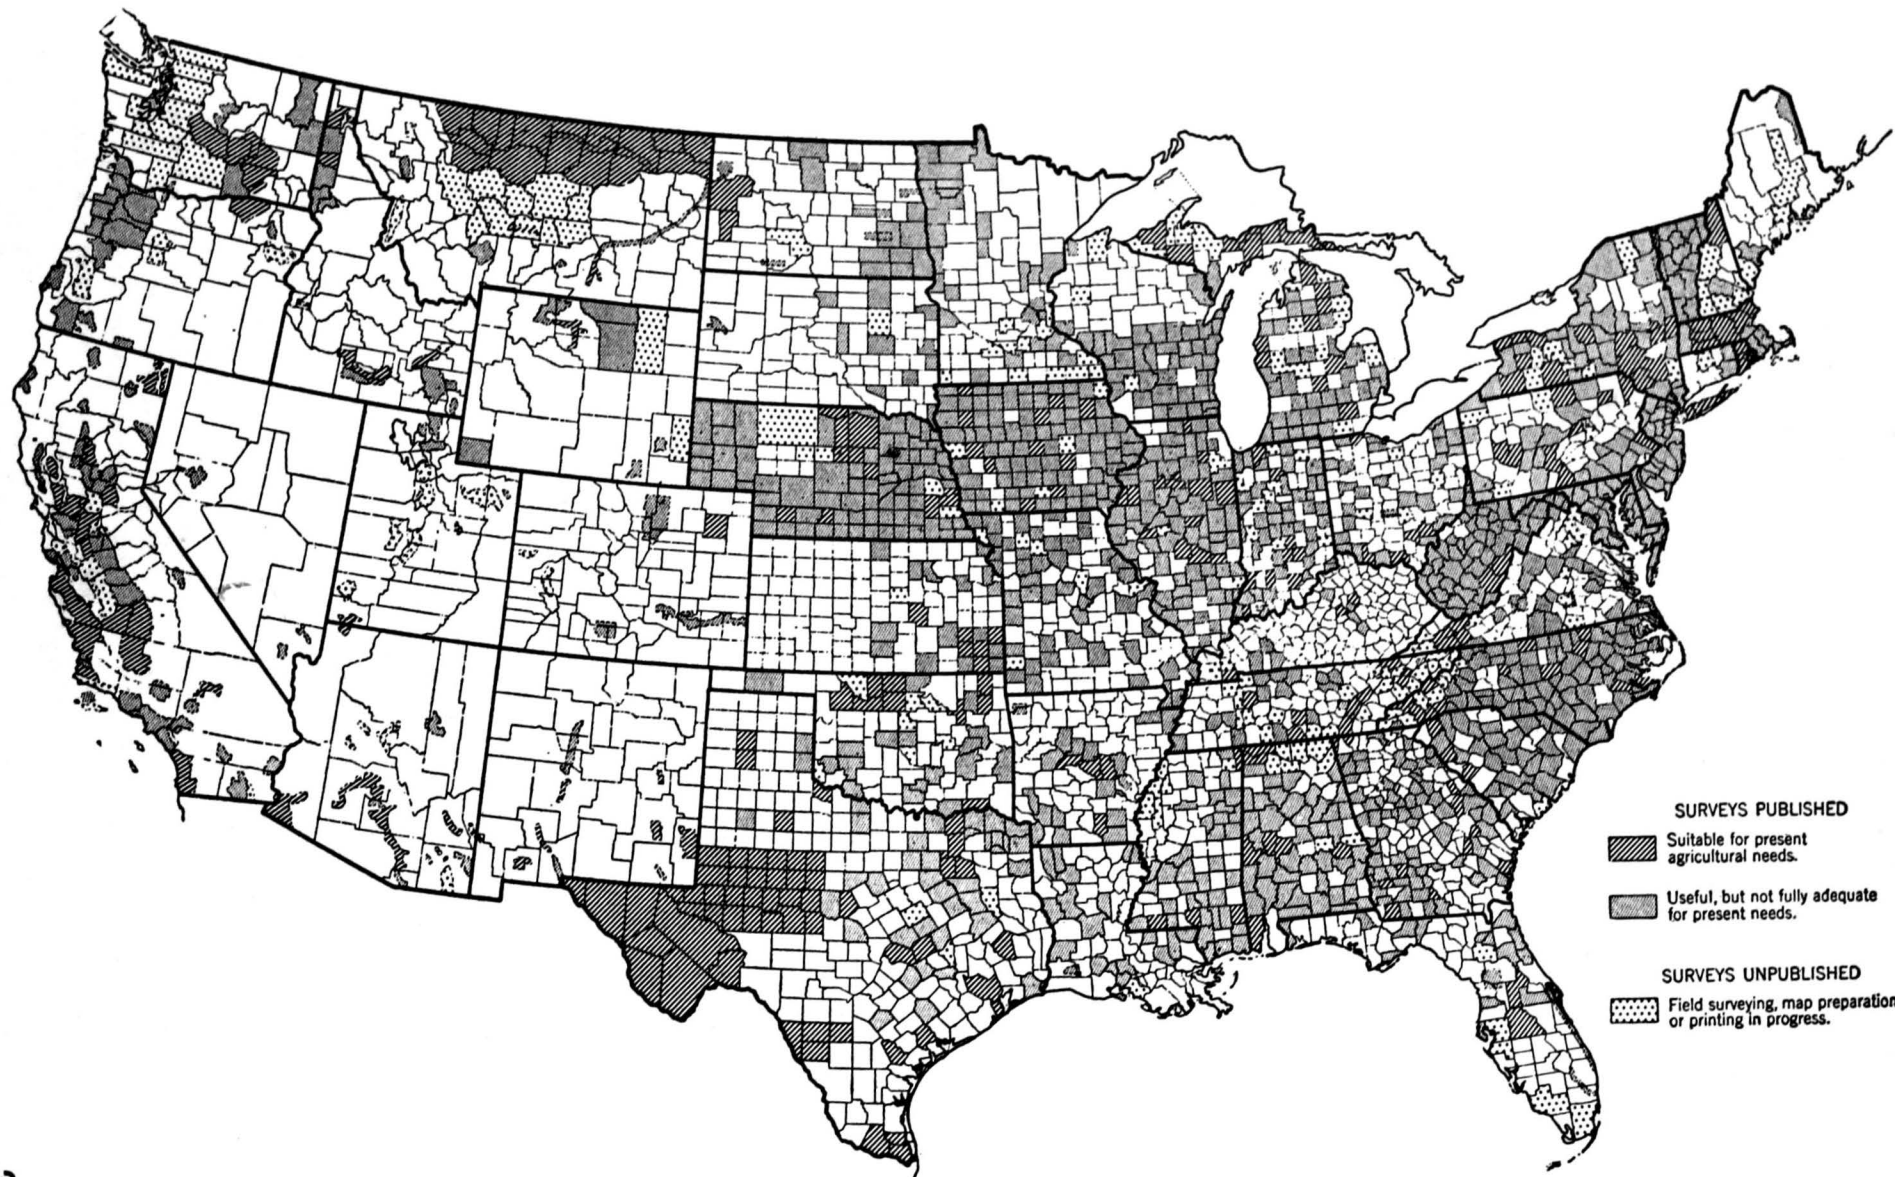 SURVEYS PUBLISHED
Suitable for present
agricultural needs.
Useful, but not fully adequate
for present needs.
SURVEYS UNPUBLISHED
Field surveying, map preparation
or printing in progress.